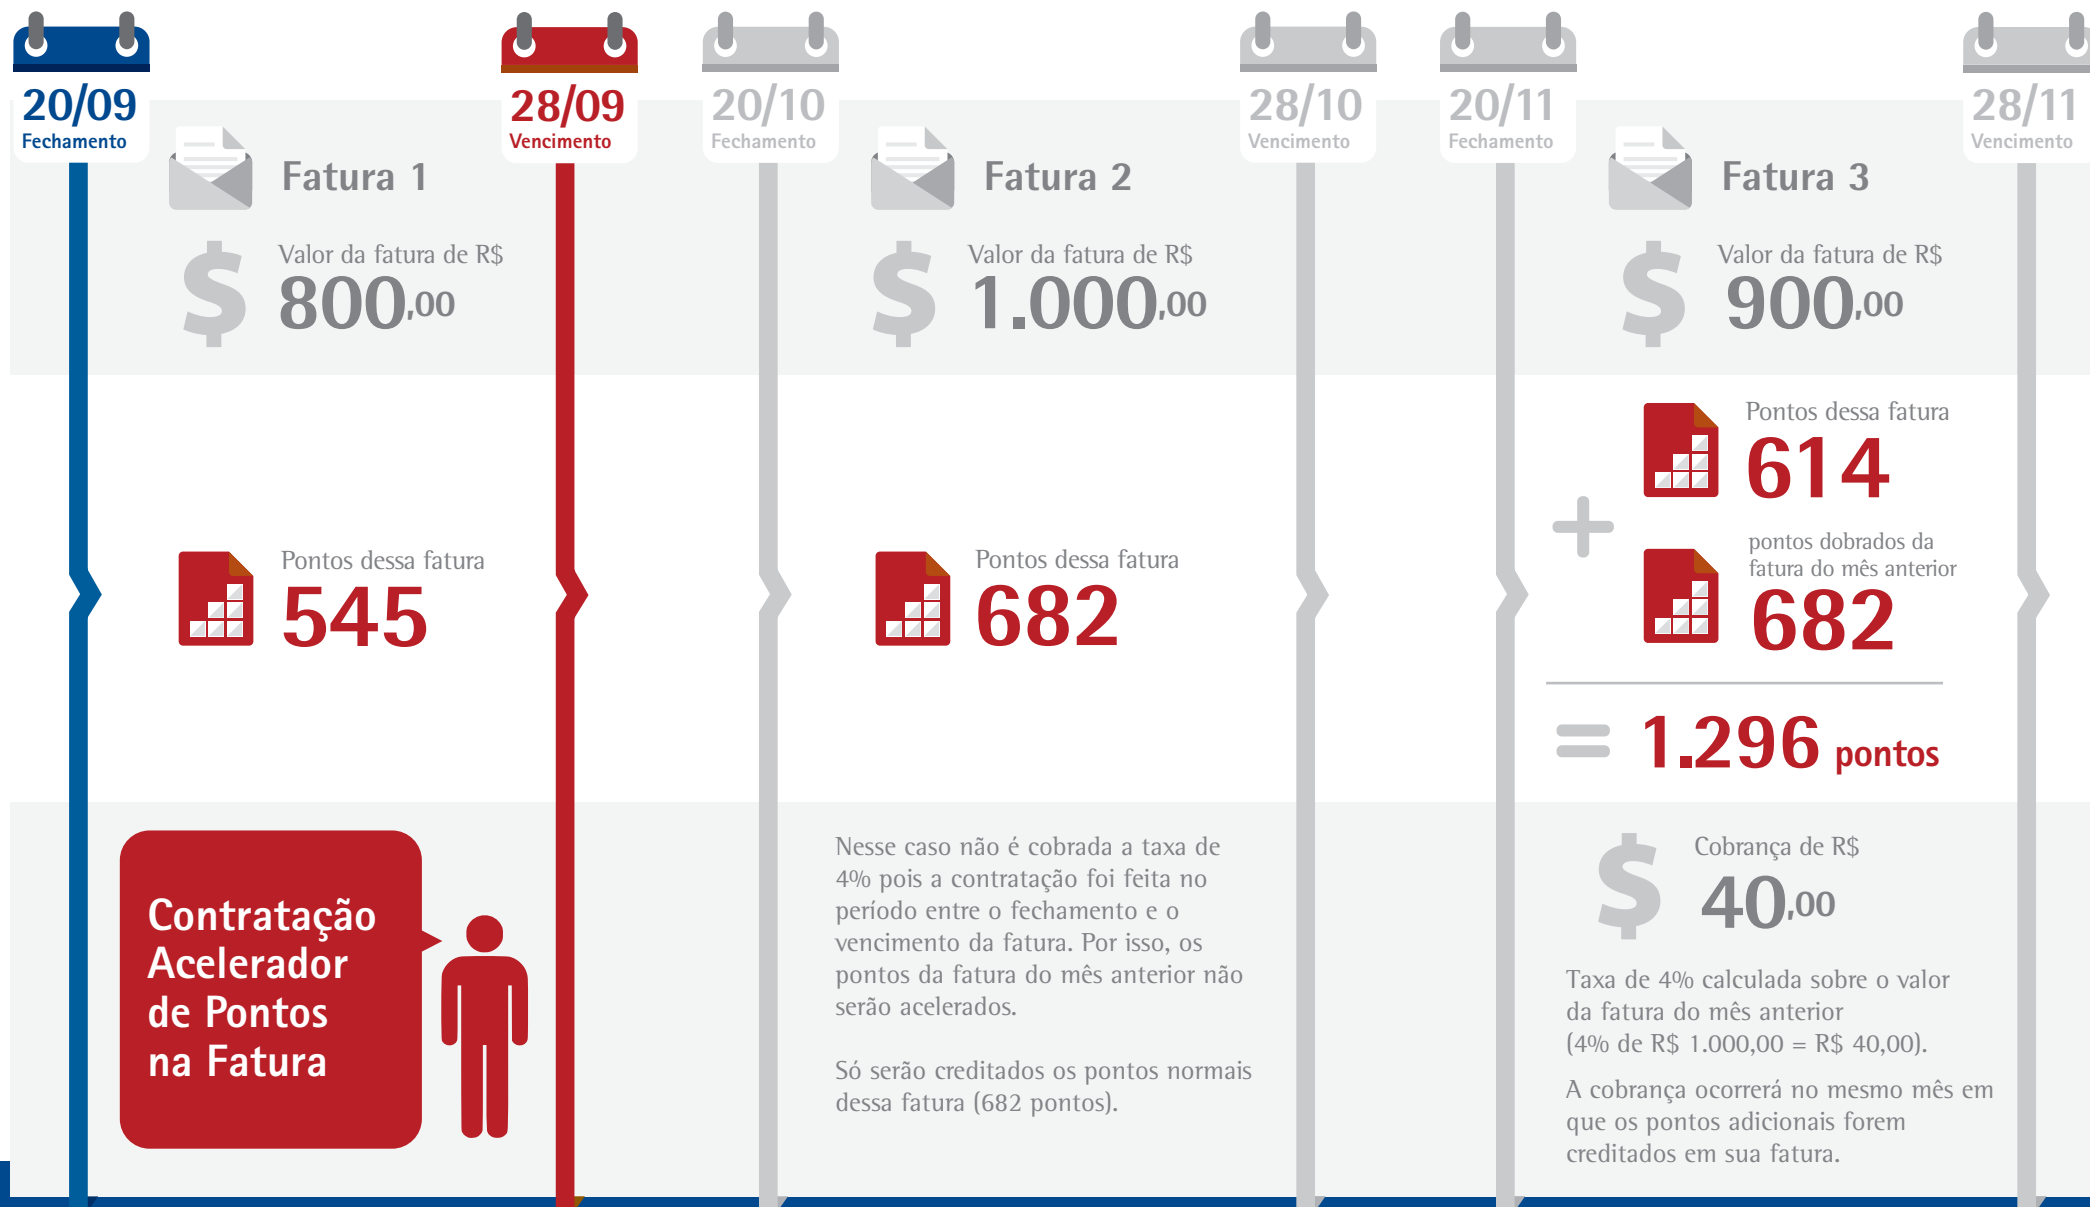 20/09
Fechamento
28/09
Vencimento
20/10
Fechamento
28/10
Vencimento
20/11
Fechamento
28/11
Vencimento
Fatura 1
Valor da fatura de R$
800,00
Pontos dessa fatura
545
Contratação
Acelerador
de Pontos
na Fatura
Fatura 2
Valor da fatura de R$
1.000,00
Pontos dessa fatura
682
Nesse caso não é cobrada a taxa de
4% pois a contratação foi feita no
período entre o fechamento e o
vencimento da fatura. Por isso, os
pontos da fatura do mês anterior não
serão acelerados.
Só serão creditados os pontos normais
dessa fatura (682 pontos).
Fatura 3
Valor da fatura de R$
900,00
Pontos dessa fatura
614
+
pontos dobrados da
fatura do mês anterior
682
= 1.296 pontos
Cobrança de R$
40,00
Taxa de 4% calculada sobre o valor
da fatura do mês anterior
(4% de R$ 1.000,00 = R$ 40,00).
A cobrança ocorrerá no mesmo mês em
que os pontos adicionais forem
creditados em sua fatura.